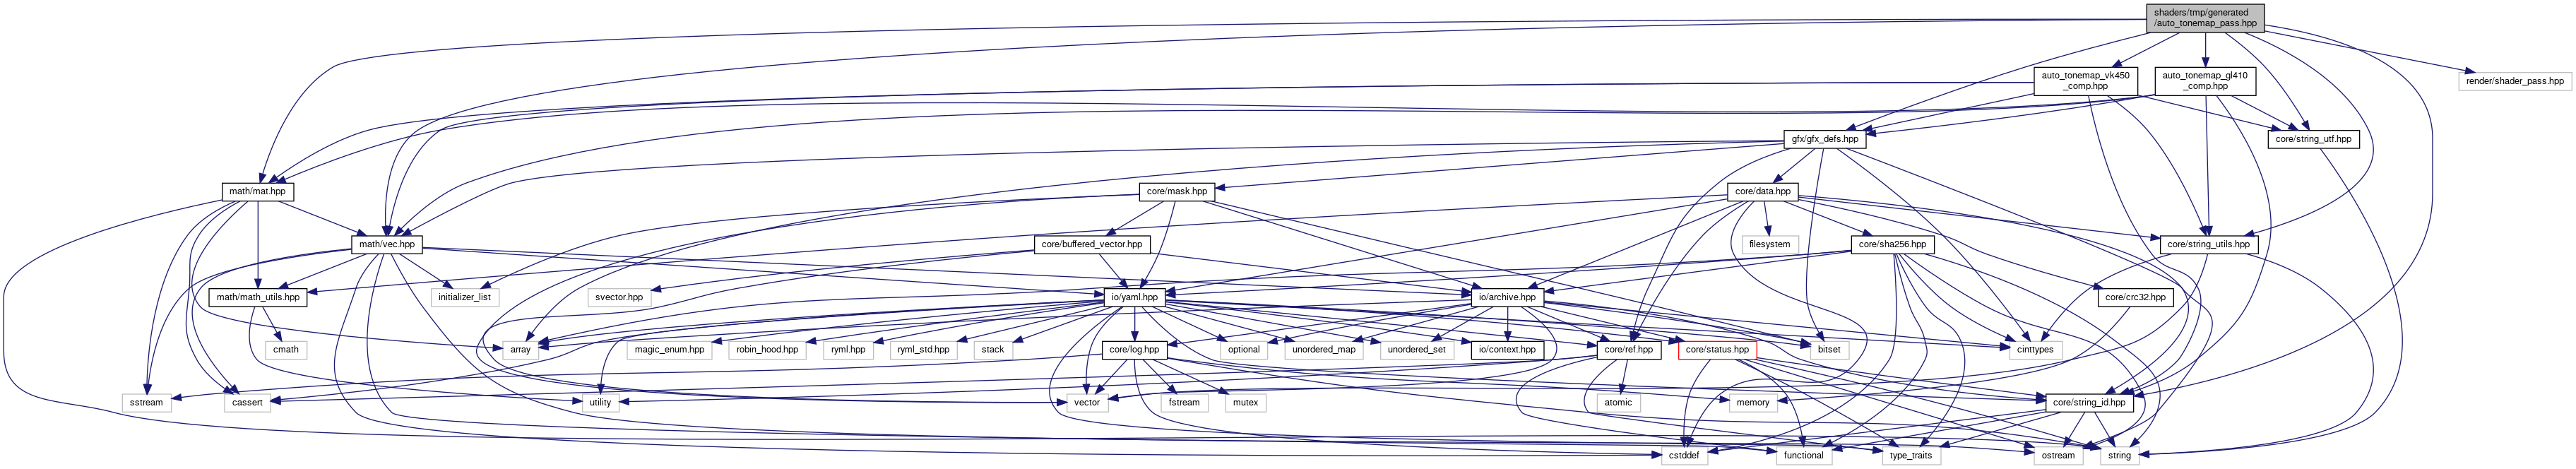 shaders/tmp/generated
/auto_tonemap_pass.hpp
auto_tonemap_vk450
_comp.hpp
auto_tonemap_gl410
_comp.hpp
render/shader_pass.hpp
gfx/gfx_defs.hpp
core/string_utf.hpp
math/mat.hpp
core/mask.hpp
core/data.hpp
math/vec.hpp
core/buffered_vector.hpp
filesystem
core/sha256.hpp
core/string_utils.hpp
math/math_utils.hpp
initializer_list
svector.hpp
io/yaml.hpp
io/archive.hpp
core/crc32.hpp
cmath
array
magic_enum.hpp
robin_hood.hpp
ryml.hpp
ryml_std.hpp
stack
core/log.hpp
optional
unordered_map
unordered_set
io/context.hpp
core/ref.hpp
core/status.hpp
bitset
cinttypes
sstream
cassert
utility
vector
fstream
mutex
atomic
memory
core/string_id.hpp
cstddef
functional
type_traits
ostream
string